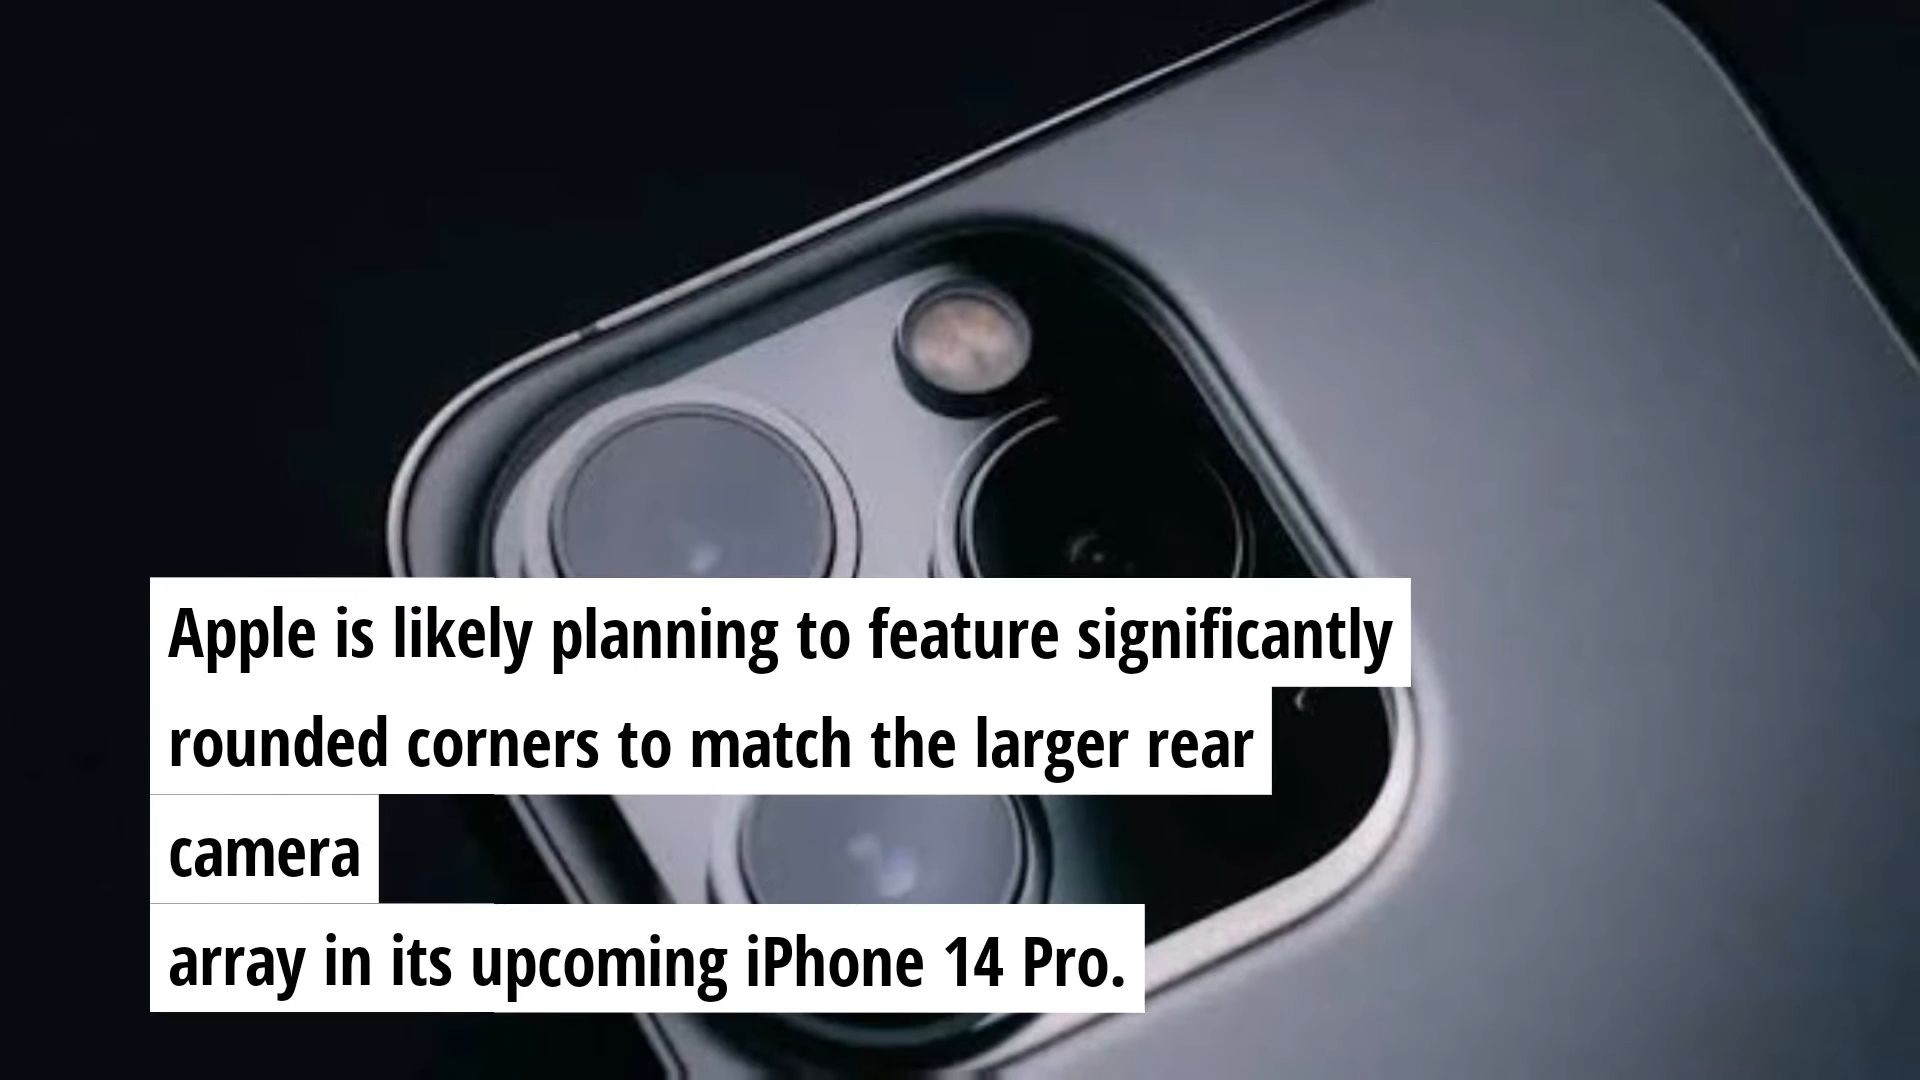 Apple is likely planning to feature significantly
rounded corners to match the larger rear
camera
array in its upcoming iPhone 14 Pro.